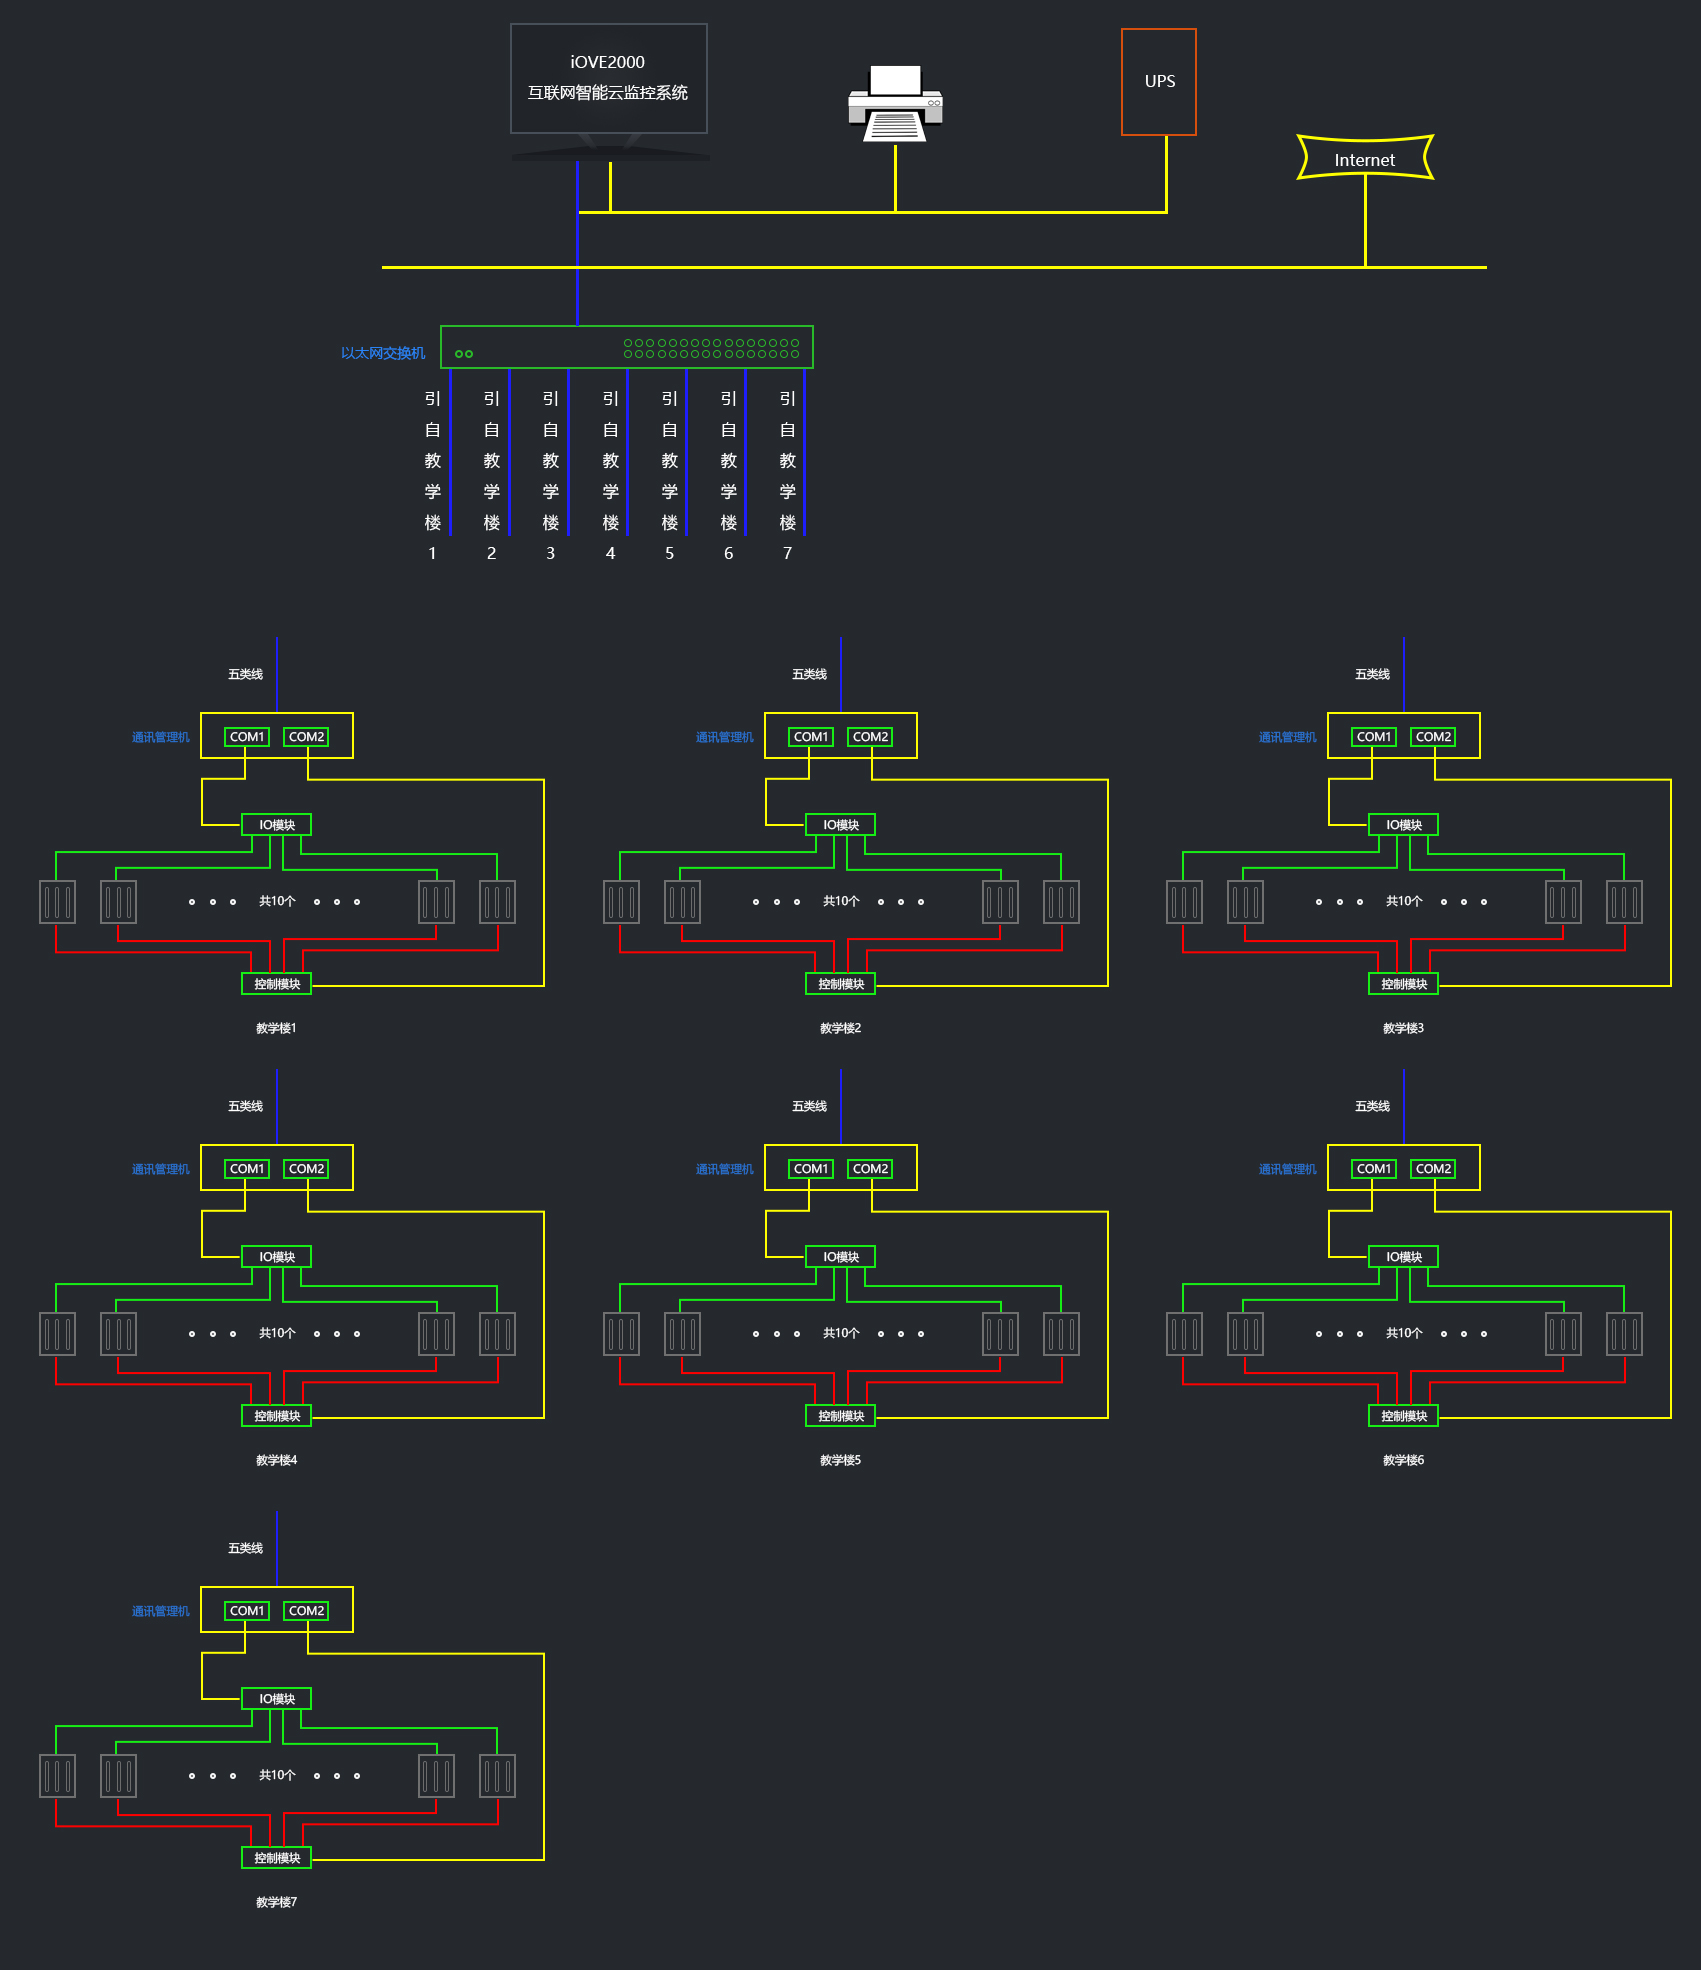 iOVE2000
互联网智能云监控系统
UPS
Internet
以太网交换机
引自教学楼1
引自教学楼2
引自教学楼3
引自教学楼4
引自教学楼5
引自教学楼6
引自教学楼7
五类线
通讯管理机
COM1 COM2
IO模块
共10个
控制模块
教学楼1
五类线
通讯管理机
COM1 COM2
IO模块
共10个
控制模块
教学楼2
五类线
通讯管理机
COM1 COM2
IO模块
共10个
控制模块
教学楼3
五类线
通讯管理机
COM1 COM2
IO模块
共10个
控制模块
教学楼4
五类线
通讯管理机
COM1 COM2
IO模块
共10个
控制模块
教学楼5
五类线
通讯管理机
COM1 COM2
IO模块
共10个
控制模块
教学楼6
五类线
通讯管理机
COM1 COM2
IO模块
共10个
控制模块
教学楼7